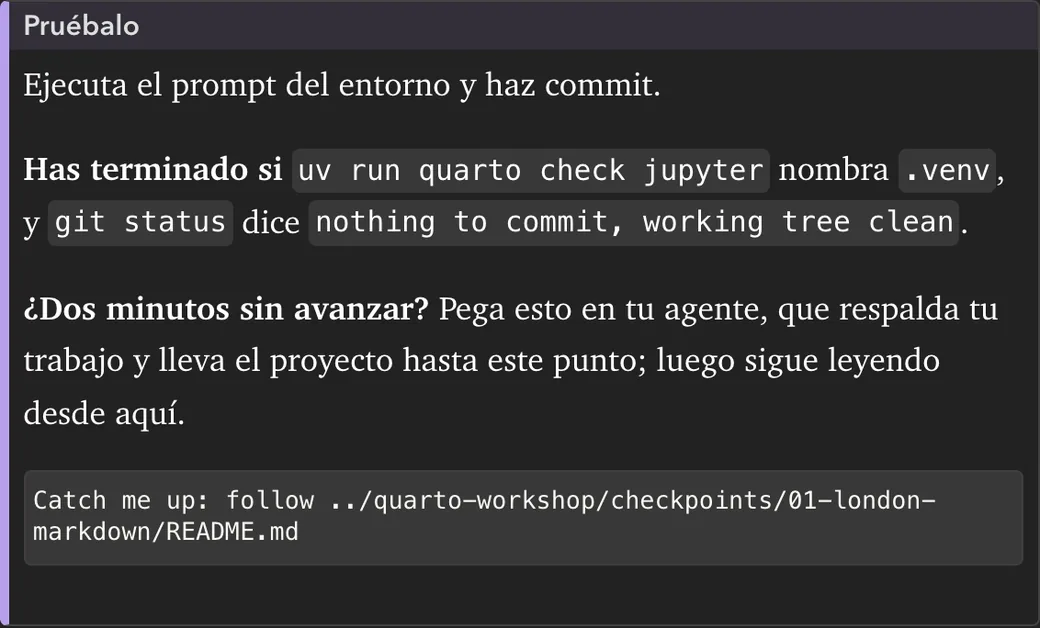 Pruébalo
Ejecuta el prompt del entorno y haz commit.
Has terminado si uv run quarto check jupyter nombra .venv,
y git status dice nothing to commit, working tree clean.
¿Dos minutos sin avanzar? Pega esto en tu agente, que respalda tu
trabajo y lleva el proyecto hasta este punto; luego sigue leyendo
desde aquí.
Catch me up: follow ../quarto-workshop/checkpoints/01-london-
markdown/README.md